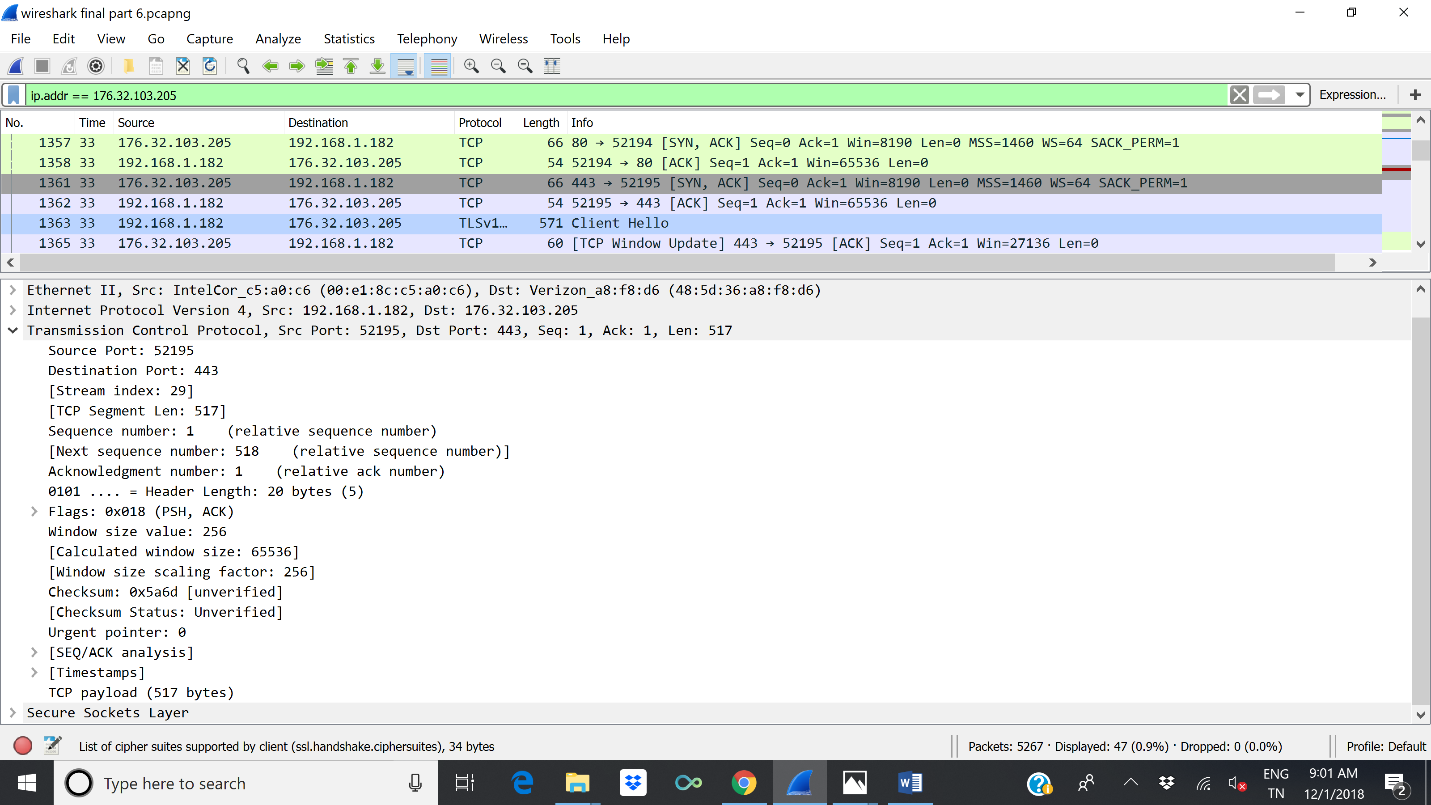 wireshark final part 6.pcapng
File Edit View Go Capture Analyze Statistics Telephony Wireless Tools Help
ip.addr == 176.32.103.205 Expression... +
No. Time Source Destination Protocol Length Info
1357 33 176.32.103.205 192.168.1.182 TCP 66 80 → 52194 [SYN, ACK] Seq=0 Ack=1 Win=8190 Len=0 MSS=1460 WS=64 SACK_PERM=1
1358 33 192.168.1.182 176.32.103.205 TCP 54 52194 → 80 [ACK] Seq=1 Ack=1 Win=65536 Len=0
1361 33 176.32.103.205 192.168.1.182 TCP 66 443 → 52195 [SYN, ACK] Seq=0 Ack=1 Win=8190 Len=0 MSS=1460 WS=64 SACK_PERM=1
1362 33 192.168.1.182 176.32.103.205 TCP 54 52195 → 443 [ACK] Seq=1 Ack=1 Win=65536 Len=0
1363 33 192.168.1.182 176.32.103.205 TLSv1… 571 Client Hello
1365 33 176.32.103.205 192.168.1.182 TCP 60 [TCP Window Update] 443 → 52195 [ACK] Seq=1 Ack=1 Win=27136 Len=0
Ethernet II, Src: IntelCor_c5:a0:c6 (00:e1:8c:c5:a0:c6), Dst: Verizon_a8:f8:d6 (48:5d:36:a8:f8:d6)
Internet Protocol Version 4, Src: 192.168.1.182, Dst: 176.32.103.205
Transmission Control Protocol, Src Port: 52195, Dst Port: 443, Seq: 1, Ack: 1, Len: 517
Source Port: 52195
Destination Port: 443
[Stream index: 29]
[TCP Segment Len: 517]
Sequence number: 1 (relative sequence number)
[Next sequence number: 518 (relative sequence number)]
Acknowledgment number: 1 (relative ack number)
0101 .... = Header Length: 20 bytes (5)
Flags: 0x018 (PSH, ACK)
Window size value: 256
[Calculated window size: 65536]
[Window size scaling factor: 256]
Checksum: 0x5a6d [unverified]
[Checksum Status: Unverified]
Urgent pointer: 0
[SEQ/ACK analysis]
[Timestamps]
TCP payload (517 bytes)
Secure Sockets Layer
List of cipher suites supported by client (ssl.handshake.ciphersuites), 34 bytes Packets: 5267 · Displayed: 47 (0.9%) · Dropped: 0 (0.0%) Profile: Default
Type here to search
ENG 9:01 AM
TN 12/1/2018 2